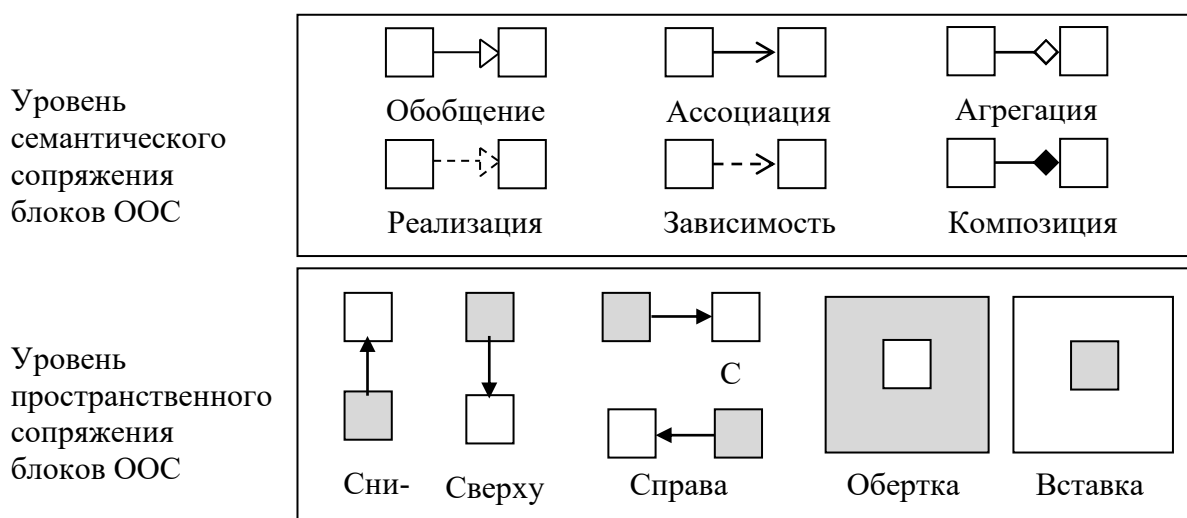 Уровень
семантического
сопряжения
блоков ООС
Обобщение Ассоциация Агрегация
Реализация Зависимость Композиция
Уровень
пространственного
сопряжения
блоков ООС
С
Сни- Сверху Справа Обертка Вставка